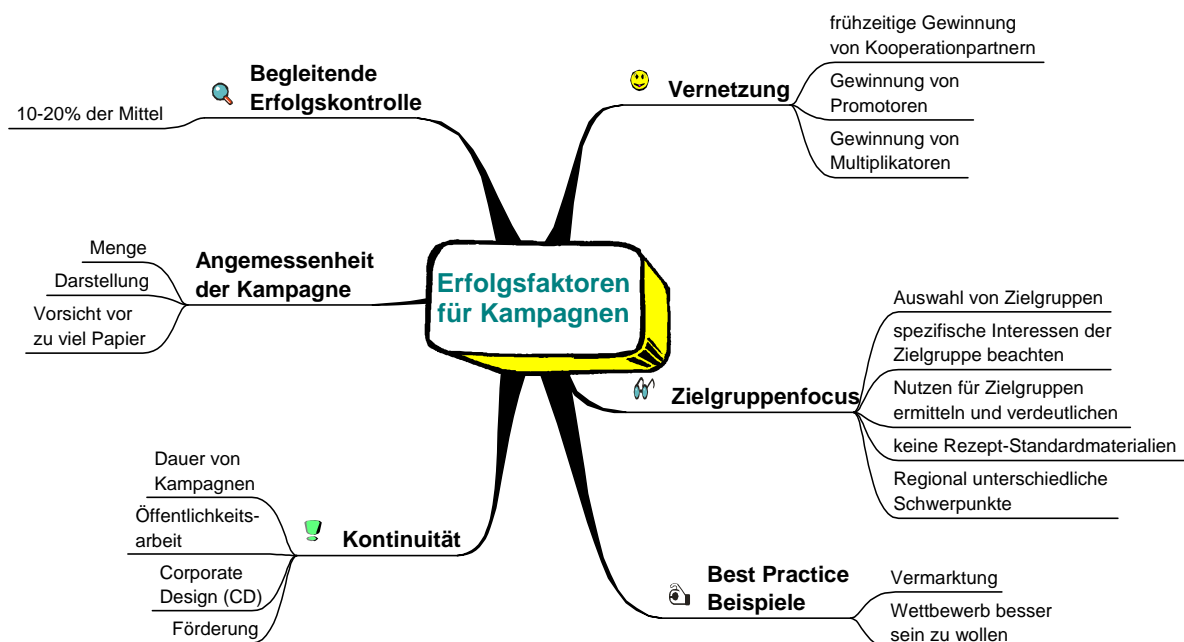 Erfolgsfaktoren
für Kampagnen
Begleitende
Erfolgskontrolle
10-20% der Mittel
Vernetzung
frühzeitige Gewinnung
von Kooperationpartnern
Gewinnung von
Promotoren
Gewinnung von
Multiplikatoren
Angemessenheit
der Kampagne
Menge
Darstellung
Vorsicht vor
zu viel Papier
Zielgruppenfocus
Auswahl von Zielgruppen
spezifische Interessen der
Zielgruppe beachten
Nutzen für Zielgruppen
ermitteln und verdeutlichen
keine Rezept-Standardmaterialien
Regional unterschiedliche
Schwerpunkte
Kontinuität
Dauer von
Kampagnen
Öffentlichkeits-
arbeit
Corporate
Design (CD)
Förderung
Best Practice
Beispiele
Vermarktung
Wettbewerb besser
sein zu wollen